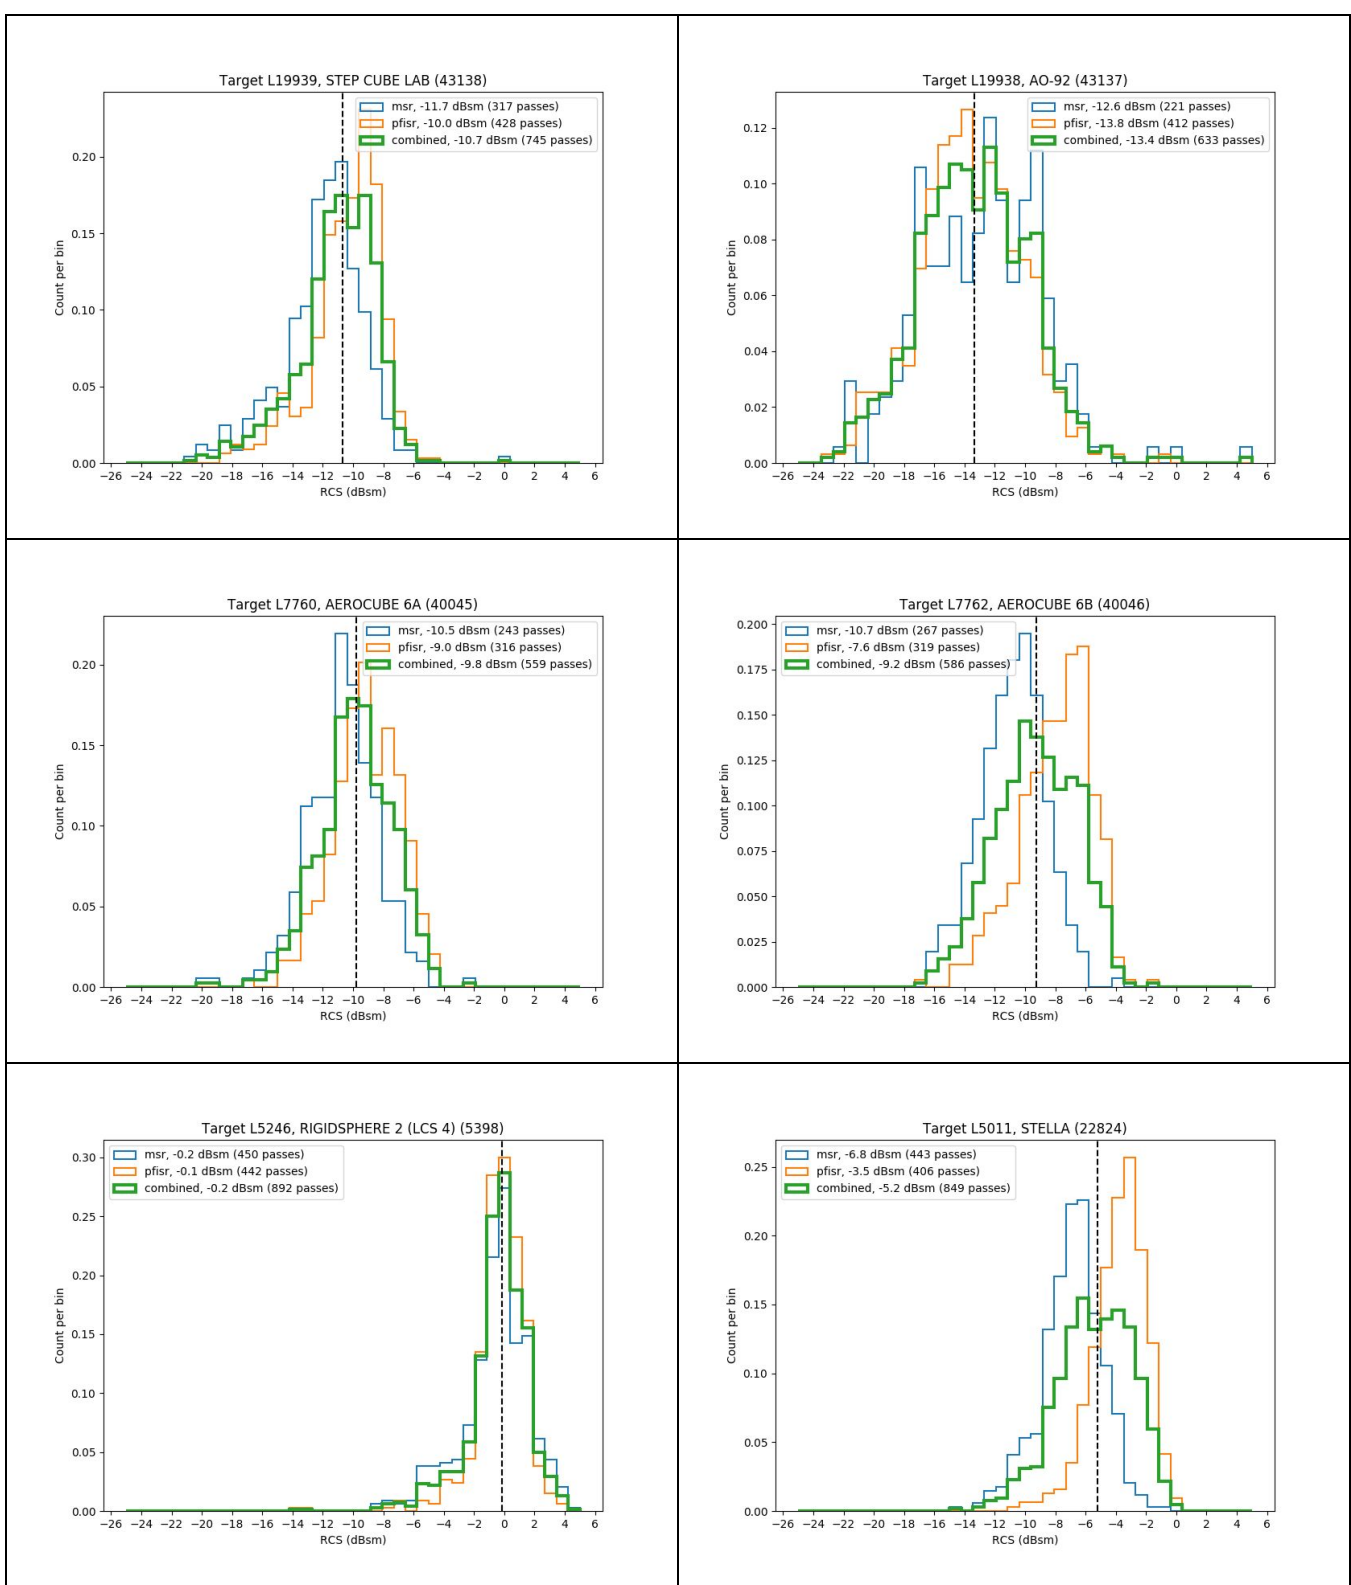 Target L19939, STEP CUBE LAB (43138)
msr, -11.7 dBsm (317 passes)
pfisr, -10.0 dBsm (428 passes)
combined, -10.7 dBsm (745 passes)
Count per bin
0.20
0.15
0.10
0.05
0.00
−26 −24 −22 −20 −18 −16 −14 −12 −10 −8 −6 −4 −2 0 2 4 6
RCS (dBsm)
Target L19938, AO-92 (43137)
msr, -12.6 dBsm (221 passes)
pfisr, -13.8 dBsm (412 passes)
combined, -13.4 dBsm (633 passes)
Count per bin
0.12
0.10
0.08
0.06
0.04
0.02
0.00
−26 −24 −22 −20 −18 −16 −14 −12 −10 −8 −6 −4 −2 0 2 4 6
RCS (dBsm)
Target L7760, AEROCUBE 6A (40045)
msr, -10.5 dBsm (243 passes)
pfisr, -9.0 dBsm (316 passes)
combined, -9.8 dBsm (559 passes)
Count per bin
0.20
0.15
0.10
0.05
0.00
−26 −24 −22 −20 −18 −16 −14 −12 −10 −8 −6 −4 −2 0 2 4 6
RCS (dBsm)
Target L7762, AEROCUBE 6B (40046)
msr, -10.7 dBsm (267 passes)
pfisr, -7.6 dBsm (319 passes)
combined, -9.2 dBsm (586 passes)
Count per bin
0.200
0.175
0.150
0.125
0.100
0.075
0.050
0.025
0.000
−26 −24 −22 −20 −18 −16 −14 −12 −10 −8 −6 −4 −2 0 2 4 6
RCS (dBsm)
Target L5246, RIGIDSPHERE 2 (LCS 4) (5398)
msr, -0.2 dBsm (450 passes)
pfisr, -0.1 dBsm (442 passes)
combined, -0.2 dBsm (892 passes)
Count per bin
0.30
0.25
0.20
0.15
0.10
0.05
0.00
−26 −24 −22 −20 −18 −16 −14 −12 −10 −8 −6 −4 −2 0 2 4 6
RCS (dBsm)
Target L5011, STELLA (22824)
msr, -6.8 dBsm (443 passes)
pfisr, -3.5 dBsm (406 passes)
combined, -5.2 dBsm (849 passes)
Count per bin
0.25
0.20
0.15
0.10
0.05
0.00
−26 −24 −22 −20 −18 −16 −14 −12 −10 −8 −6 −4 −2 0 2 4 6
RCS (dBsm)